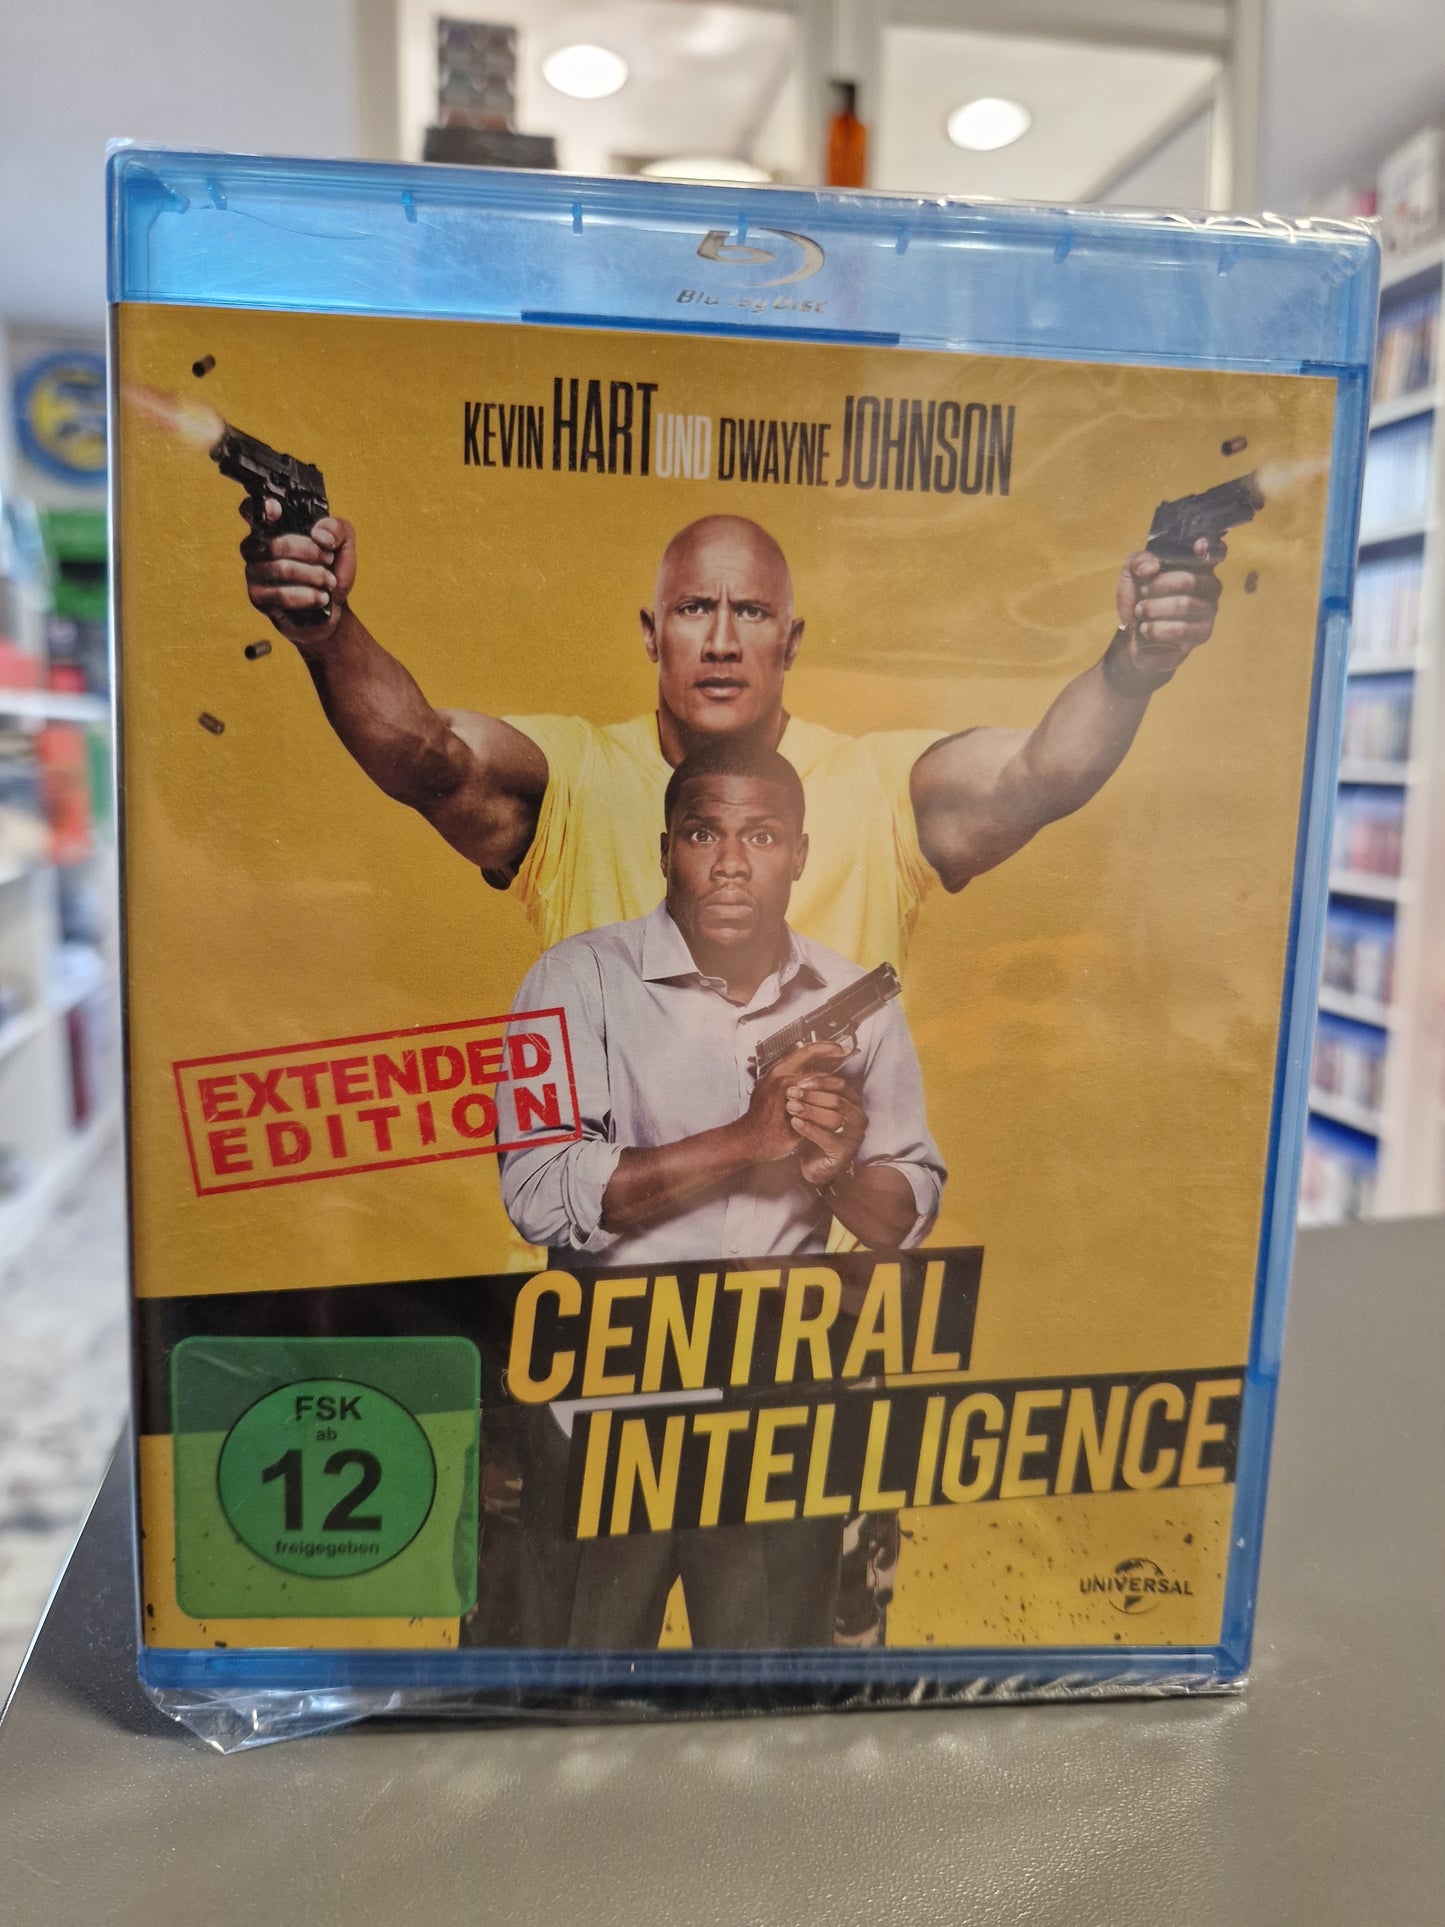 Blu-ray Disc
KEVIN HART UND DWAYNE JOHNSON
EXTENDED
EDITION
CENTRAL
INTELLIGENCE
FSK
ab
12
freigegeben
UNIVERSAL